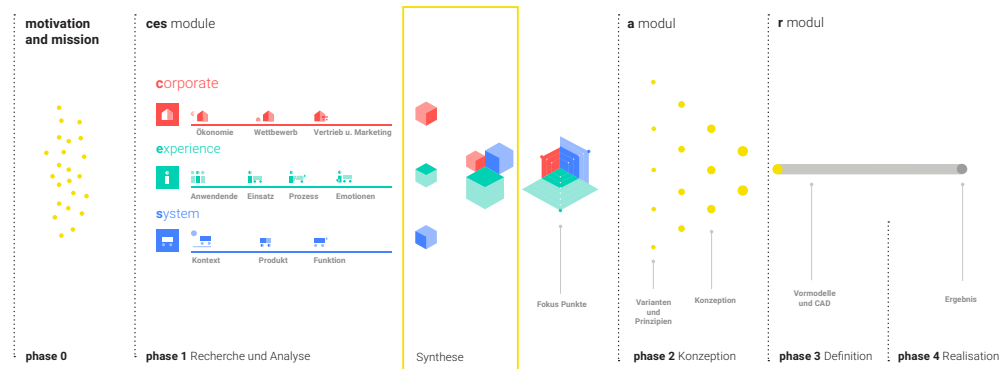 motivation
and mission
ces module
a modul
r modul
corporate
Ökonomie
Wettbewerb
Vertrieb u. Marketing
experience
Anwendende
Einsatz
Prozess
Emotionen
system
Kontext
Produkt
Funktion
Fokus Punkte
Varianten
und
Prinzipien
Konzeption
Vormodelle
und CAD
Ergebnis
phase 0
phase 1 Recherche und Analyse
Synthese
phase 2 Konzeption
phase 3 Definition
phase 4 Realisation